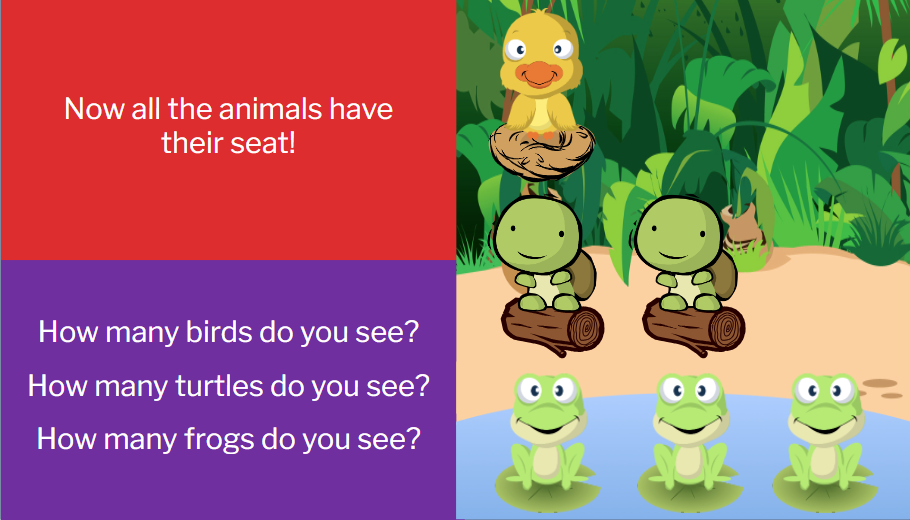 Now all the animals have
their seat!
How many birds do you see?
How many turtles do you see?
How many frogs do you see?